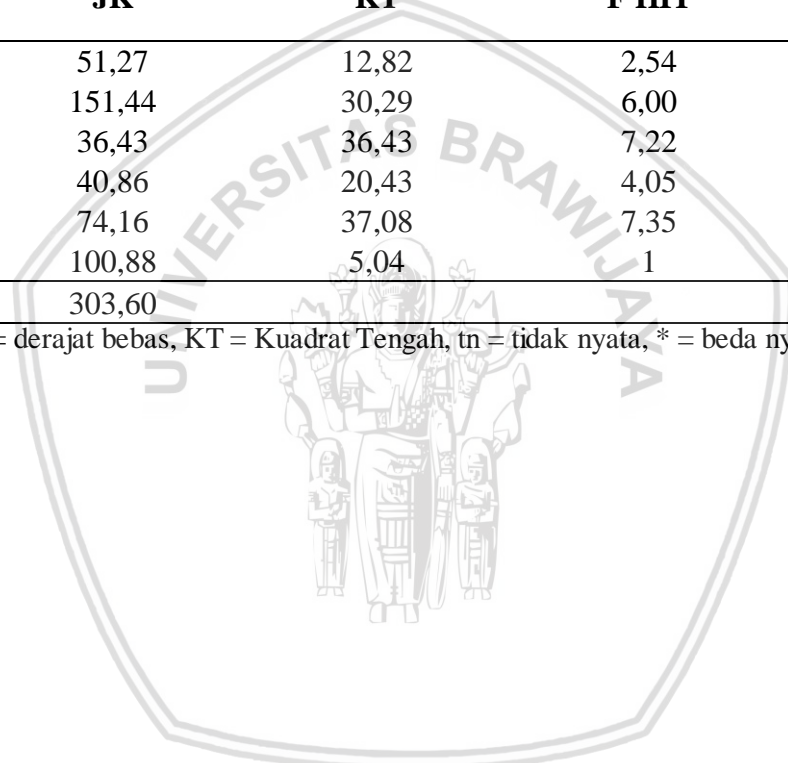 JK KT F HIT
51,27 12,82 2,54
151,44 30,29 6,00
36,43 36,43 7,22
40,86 20,43 4,05
74,16 37,08 7,35
100,88 5,04 1
303,60
= derajat bebas, KT = Kuadrat Tengah, tn = tidak nyata, * = beda ny
UNIVERSITAS BRAWIJAYA